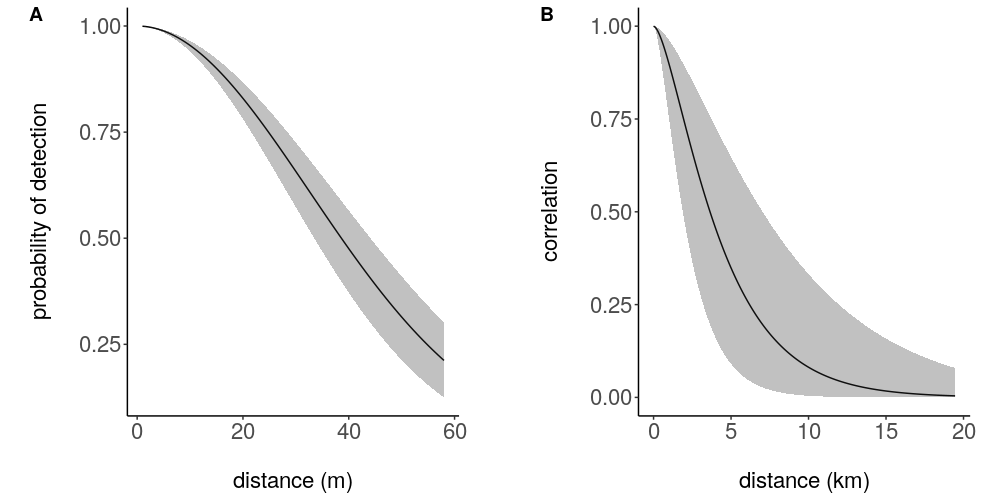 A
probability of detection
1.00
0.75
0.50
0.25
0 20 40 60
distance (m)
B
correlation
1.00
0.75
0.50
0.25
0.00
0 5 10 15 20
distance (km)